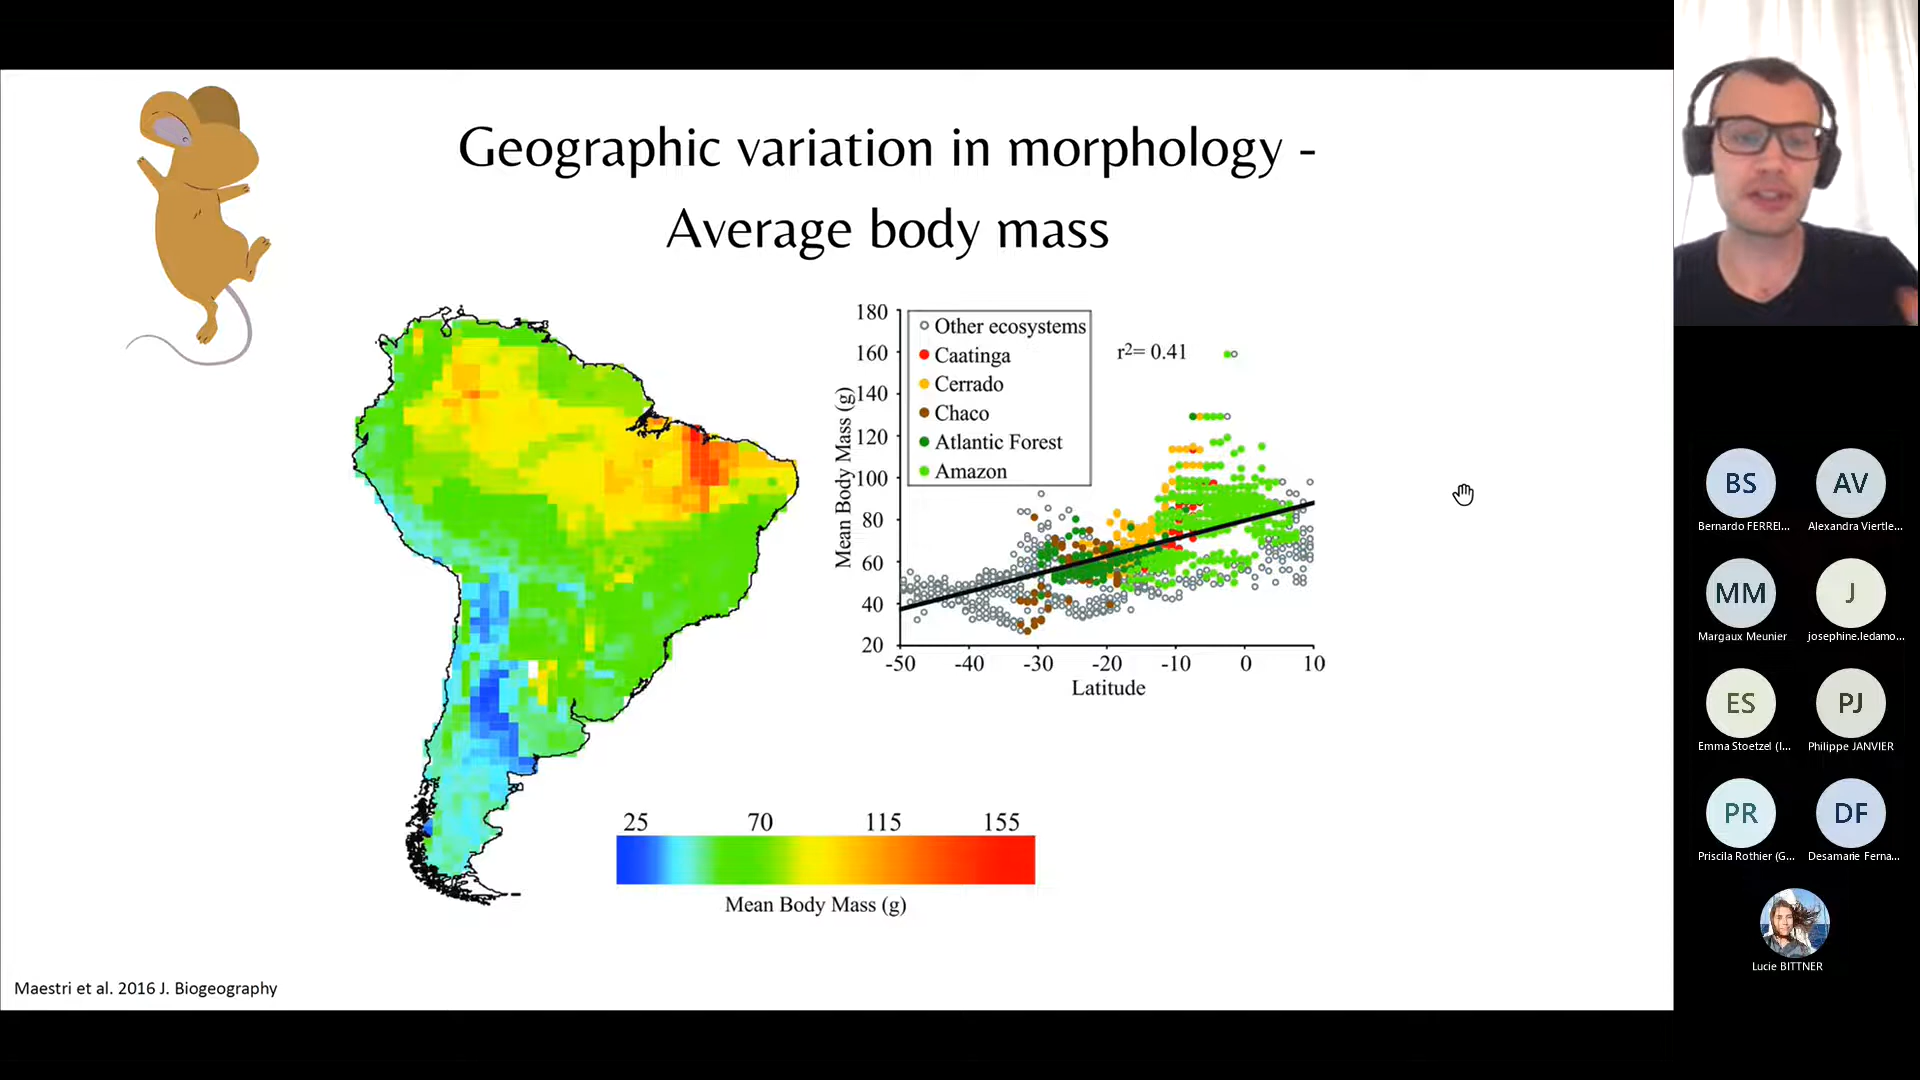 Geographic variation in morphology -
Average body mass
180
160
140
120
100
80
60
40
20
Mean Body Mass (g)
Other ecosystems
Caatinga
Cerrado
Chaco
Atlantic Forest
Amazon
r2= 0.41
-50 -40 -30 -20 -10 0 10
Latitude
25 70 115 155
Mean Body Mass (g)
Maestri et al. 2016 J. Biogeography
BS AV
Bernardo FERREI... Alexandra Viertle...
MM J
Margaux Meunier josephine.ledamo...
ES PJ
Emma Stoetzel (I... Philippe JANVIER
PR DF
Priscila Rothier (G... Desamarie Ferna...
Lucie BITTNER